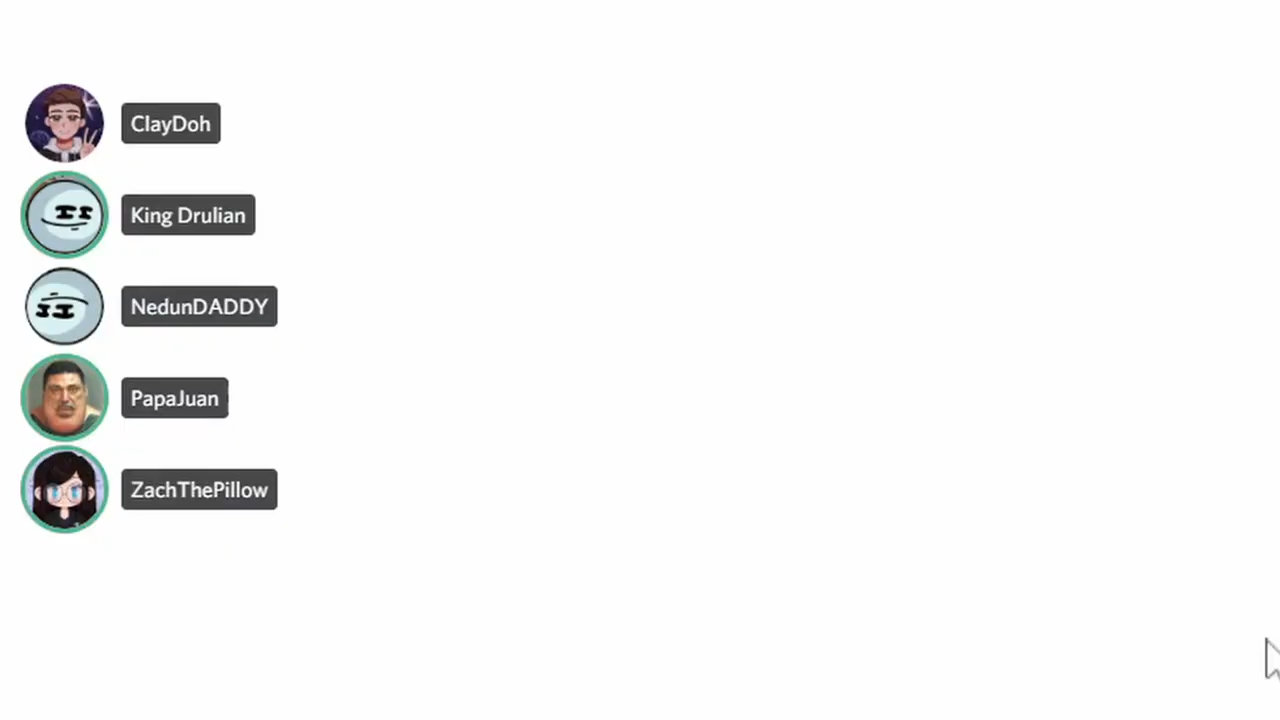 ClayDoh
King Drulian
NedunDADDY
PapaJuan
ZachThePillow